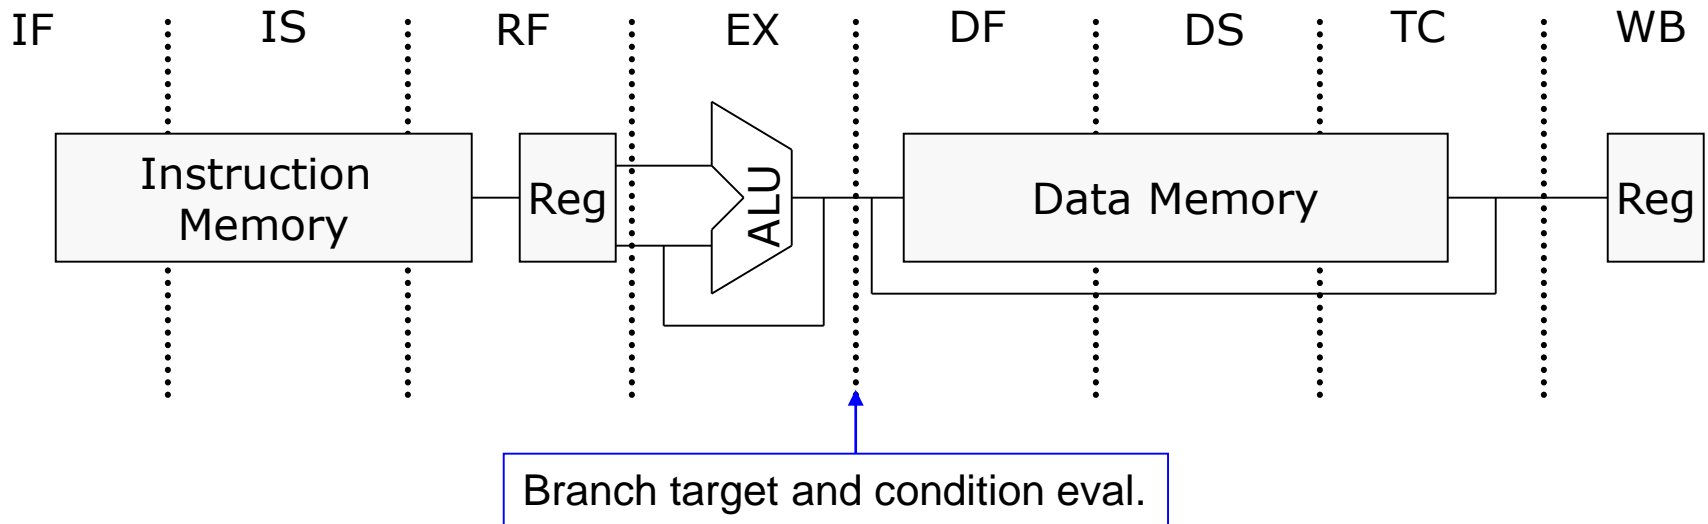 IF IS RF EX DF DS TC WB
Instruction
Memory
Reg
ALU
Data Memory
Reg
Branch target and condition eval.